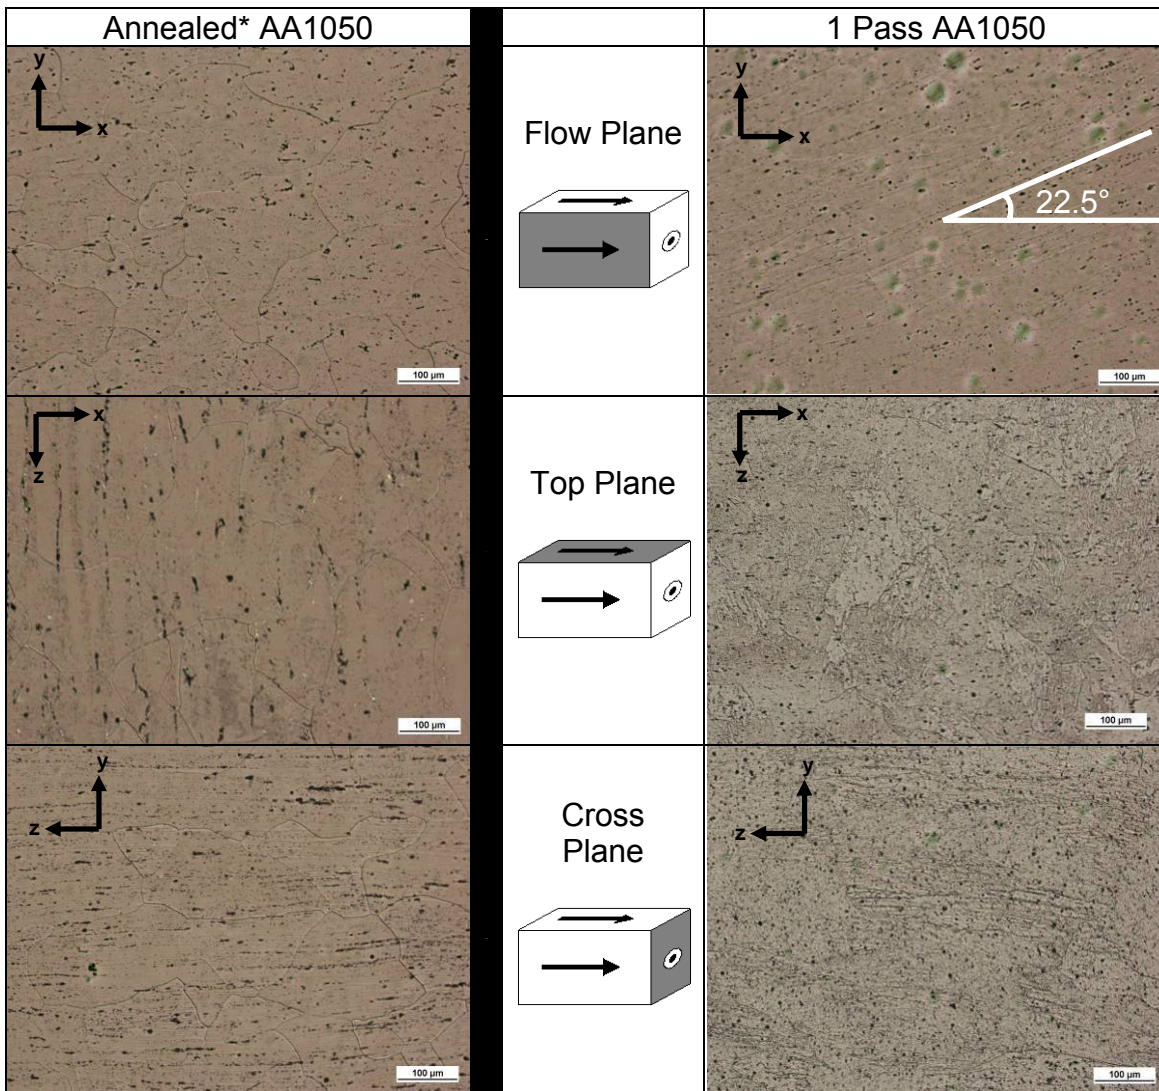 Annealed* AA1050
1 Pass AA1050
y
x
100 µm
Flow Plane
y
x
22.5°
100 µm
x
z
100 µm
Top Plane
x
z
100 µm
y
z
100 µm
Cross
Plane
y
z
100 µm